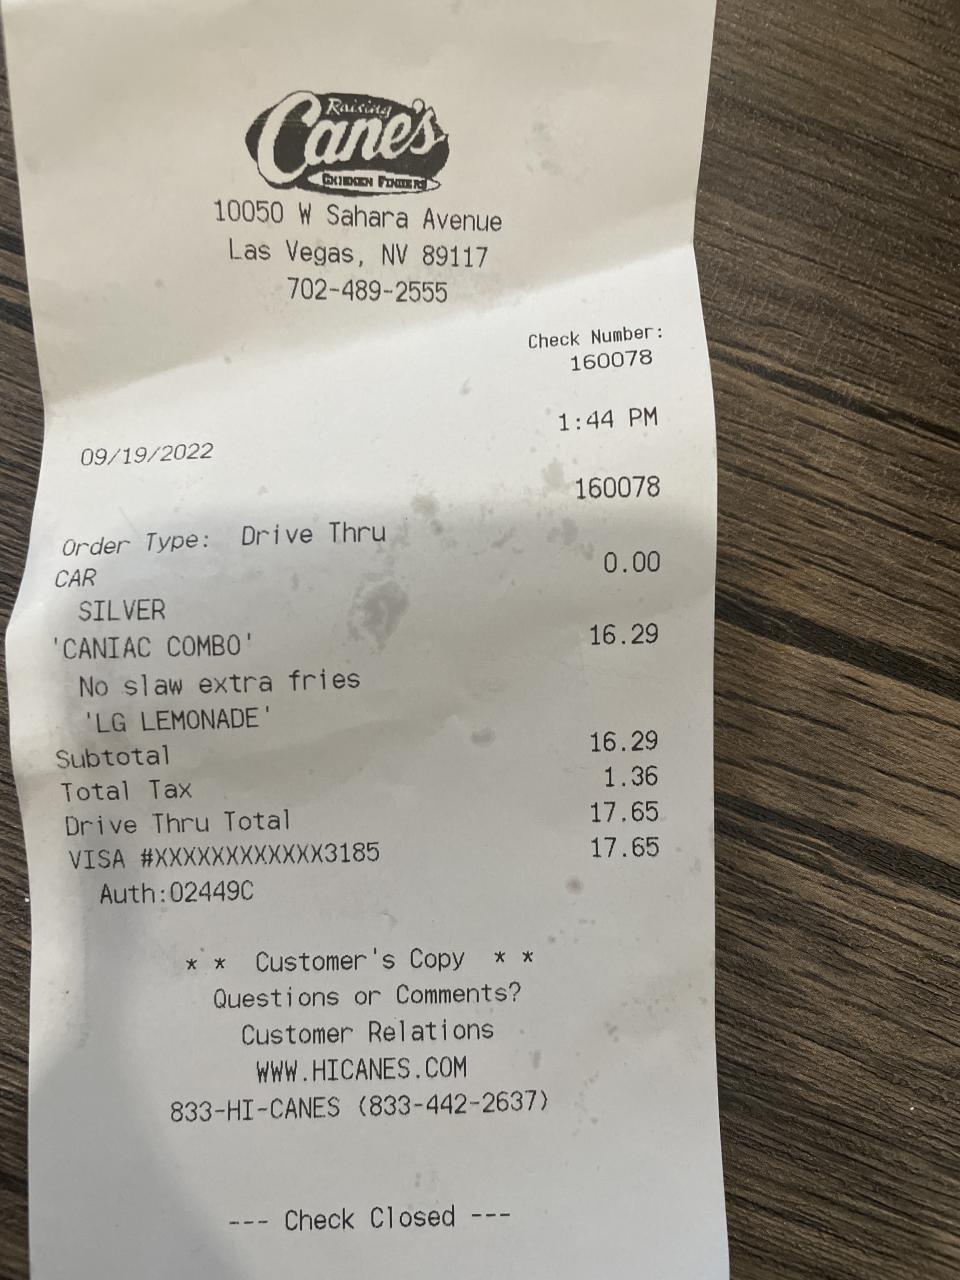 Raising
Cane's
CHICKEN FINGERS
10050 W Sahara Avenue
Las Vegas, NV 89117
702-489-2555
Check Number:
160078
1:44 PM
09/19/2022
160078
Order Type: Drive Thru
CAR 0.00
SILVER
'CANIAC COMBO' 16.29
No slaw extra fries
'LG LEMONADE'
Subtotal 16.29
Total Tax 1.36
Drive Thru Total 17.65
VISA #XXXXXXXXXXXX3185 17.65
Auth:02449C
* * Customer's Copy * *
Questions or Comments?
Customer Relations
WWW.HICANES.COM
833-HI-CANES (833-442-2637)
--- Check Closed ---